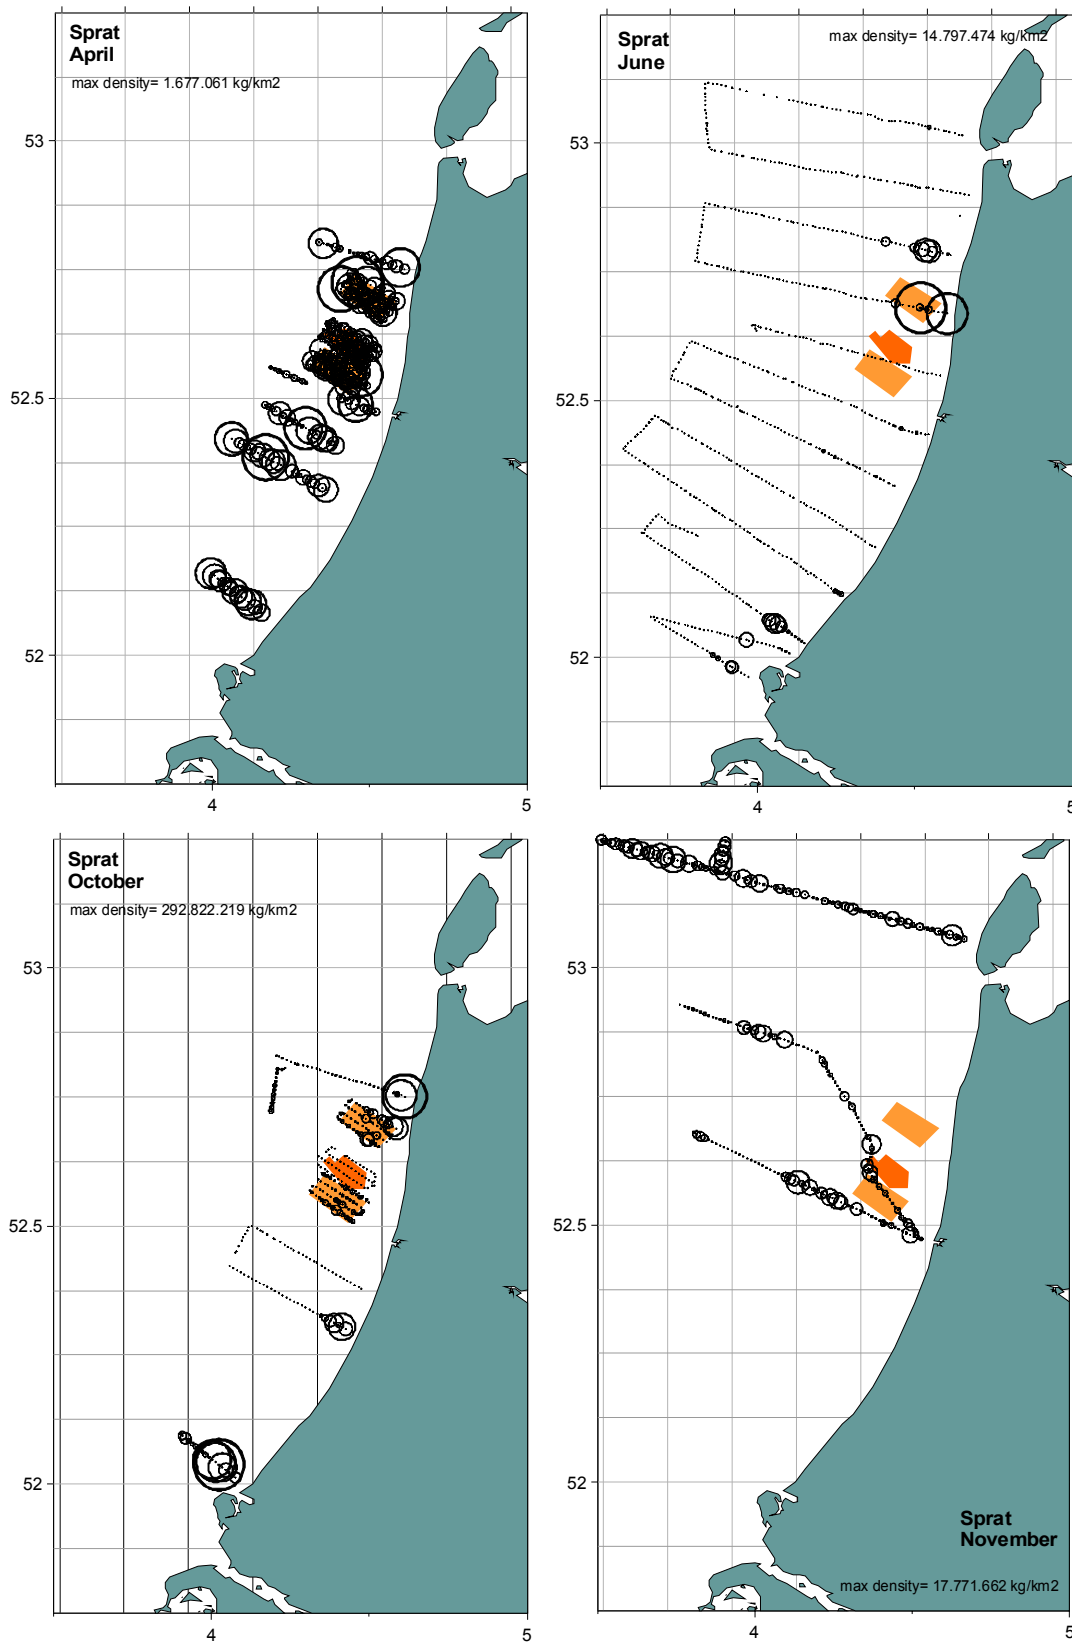 Sprat
April
max density= 1.677.061 kg/km2
53
52.5
52
4
5
Sprat
June
max density= 14.797.474 kg/km2
53
52.5
52
4
5
Sprat
October
max density= 292.822.219 kg/km2
53
52.5
52
4
5
53
52.5
52
Sprat
November
max density= 17.771.662 kg/km2
4
5